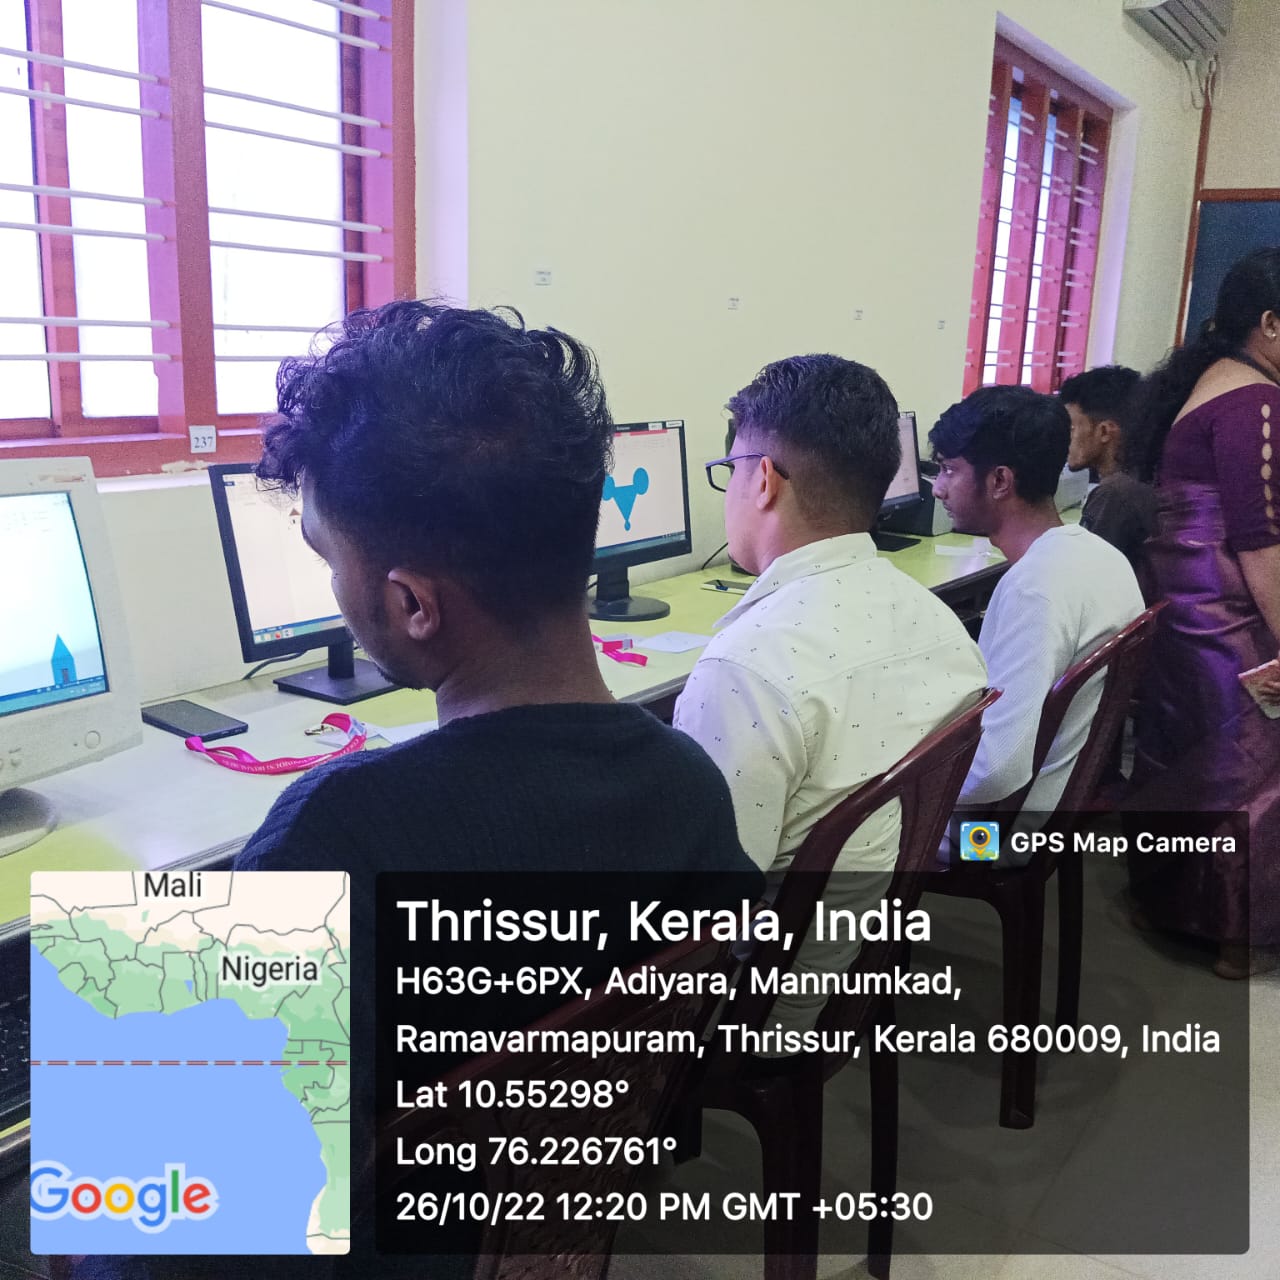 237
GPS Map Camera
Mali
Nigeria
Google
Thrissur, Kerala, India
H63G+6PX, Adiyara, Mannumkad,
Ramavarmapuram, Thrissur, Kerala 680009, India
Lat 10.55298°
Long 76.226761°
26/10/22 12:20 PM GMT +05:30